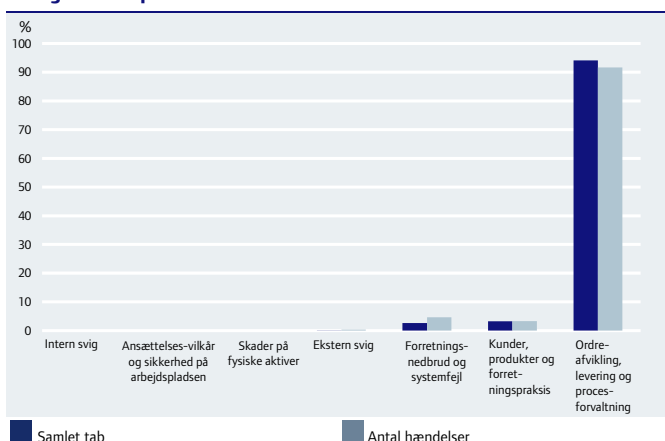 %
100
90
80
70
60
50
40
30
20
10
0
Intern svig
Ansættelses-vilkår
og sikkerhed på
arbejdspladsen
Skader på
fysiske aktiver
Ekstern svig
Forretnings-
nedbrud og
systemfejl
Kunder,
produkter og
forret-
ningspraksis
Ordre-
afvikling,
levering og
proces-
forvaltning
Samlet tab
Antal hændelser